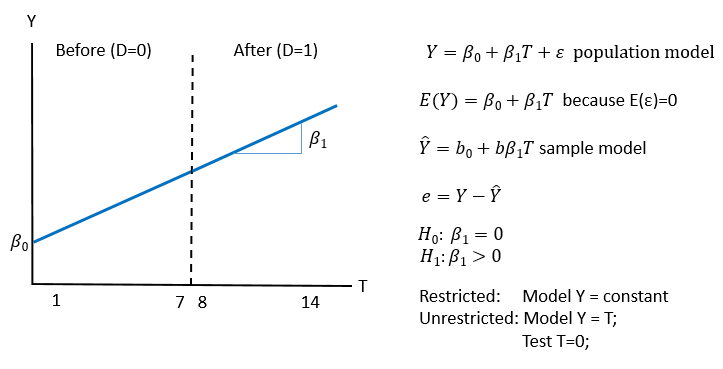 Y
Before (D=0) After (D=1)
β₁
β₀
T
1 7 8 14
Y = β₀ + β₁T + ε population model
E(Y) = β₀ + β₁T because E(ε)=0
Ŷ = b₀ + bβ₁T sample model
e = Y − Ŷ
H₀: β₁ = 0
H₁: β₁ > 0
Restricted: Model Y = constant
Unrestricted: Model Y = T;
Test T=0;